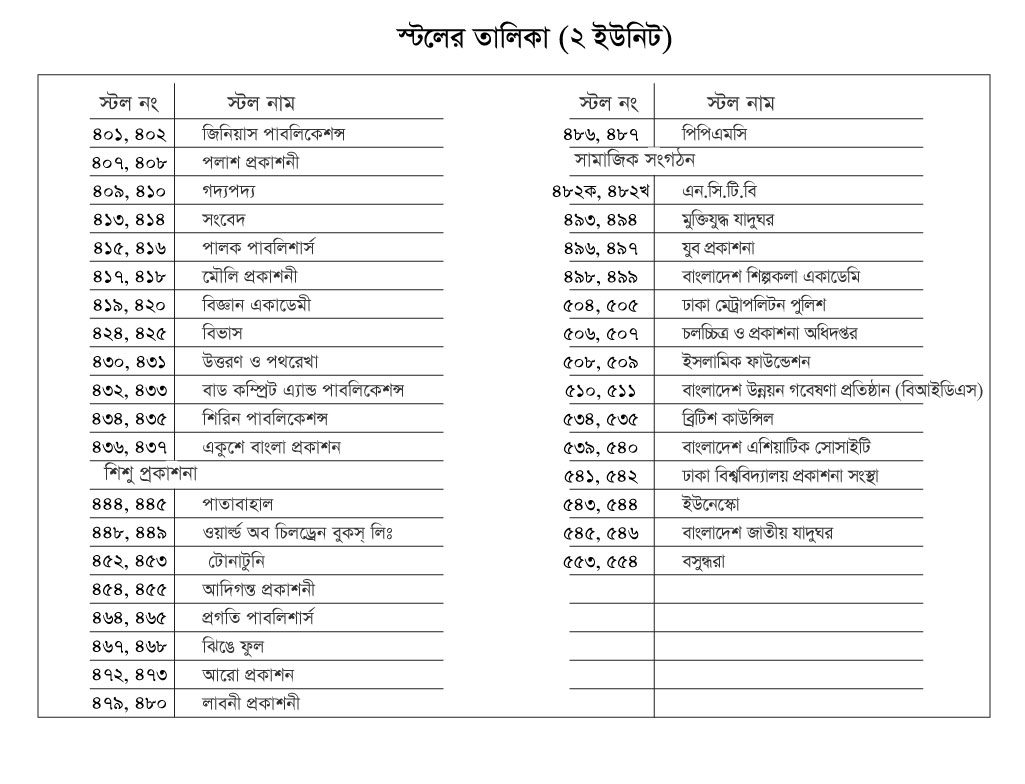 স্টলের তালিকা (২ ইউনিট)
স্টল নং স্টল নাম
৪০১, ৪০২ জিনিয়াস পাবলিকেশন্স
৪০৭, ৪০৮ পলাশ প্রকাশনী
৪০৯, ৪১০ গদ্যপদ্য
৪১৩, ৪১৪ সংবেদ
৪১৫, ৪১৬ পালক পাবলিশার্স
৪১৭, ৪১৮ মৌলি প্রকাশনী
৪১৯, ৪২০ বিজ্ঞান একাডেমী
৪২৪, ৪২৫ বিভাস
৪৩০, ৪৩১ উত্তরণ ও পথরেখা
৪৩২, ৪৩৩ বাড কম্প্রিট এ্যান্ড পাবলিকেশন্স
৪৩৪, ৪৩৫ শিরিন পাবলিকেশন্স
৪৩৬, ৪৩৭ একুশে বাংলা প্রকাশন
শিশু প্রকাশনা
৪৪৪, ৪৪৫ পাতাবাহাল
৪৪৮, ৪৪৯ ওয়ার্ল্ড অব চিলড্রেন বুকস্ লিঃ
৪৫২, ৪৫৩ টোনাটুনি
৪৫৪, ৪৫৫ আদিগন্ত প্রকাশনী
৪৬৪, ৪৬৫ প্রগতি পাবলিশার্স
৪৬৭, ৪৬৮ ঝিঙে ফুল
৪৭২, ৪৭৩ আরো প্রকাশন
৪৭৯, ৪৮০ লাবনী প্রকাশনী
স্টল নং স্টল নাম
৪৮৬, ৪৮৭ পিপিএমসি
সামাজিক সংগঠন
৪৮২ক, ৪৮২খ এন.সি.টি.বি
৪৯৩, ৪৯৪ মুক্তিযুদ্ধ যাদুঘর
৪৯৬, ৪৯৭ যুব প্রকাশনা
৪৯৮, ৪৯৯ বাংলাদেশ শিল্পকলা একাডেমি
৫০৪, ৫০৫ ঢাকা মেট্রাপলিটন পুলিশ
৫০৬, ৫০৭ চলচ্চিত্র ও প্রকাশনা অধিদপ্তর
৫০৮, ৫০৯ ইসলামিক ফাউন্ডেশন
৫১০, ৫১১ বাংলাদেশ উন্নয়ন গবেষণা প্রতিষ্ঠান (বিআইডিএস)
৫৩৪, ৫৩৫ ব্রিটিশ কাউন্সিল
৫৩৯, ৫৪০ বাংলাদেশ এশিয়াটিক সোসাইটি
৫৪১, ৫৪২ ঢাকা বিশ্ববিদ্যালয় প্রকাশনা সংস্থা
৫৪৩, ৫৪৪ ইউনেস্কো
৫৪৫, ৫৪৬ বাংলাদেশ জাতীয় যাদুঘর
৫৫৩, ৫৫৪ বসুন্ধরা